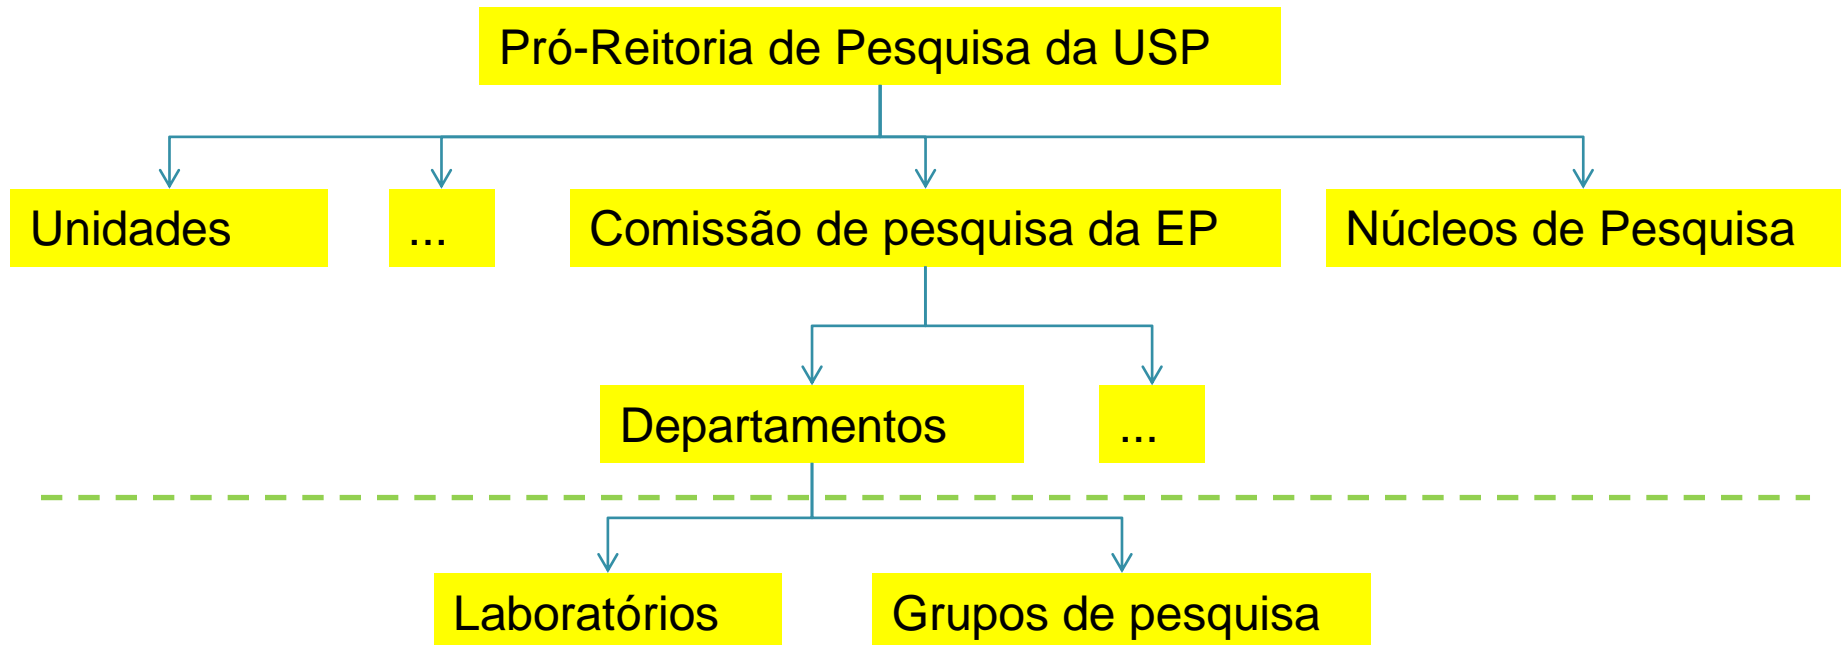 Pró-Reitoria de Pesquisa da USP
Unidades
...
Comissão de pesquisa da EP
Núcleos de Pesquisa
Departamentos
...
Laboratórios
Grupos de pesquisa